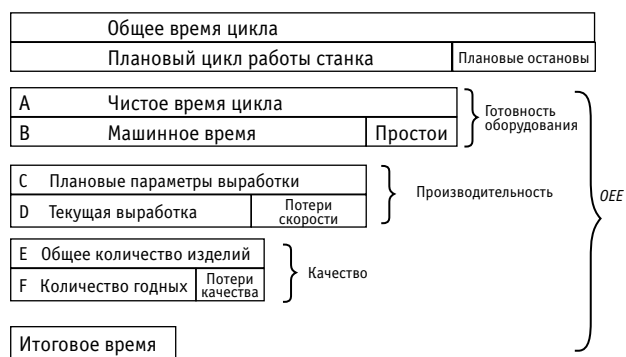 Общее время цикла
Плановый цикл работы станка
Плановые остановы
A Чистое время цикла
B Машинное время
Простои
Готовность
оборудования
C Плановые параметры выработки
D Текущая выработка
Потери
скорости
Производительность
OEE
E Общее количество изделий
F Количество годных
Потери
качества
Качество
Итоговое время